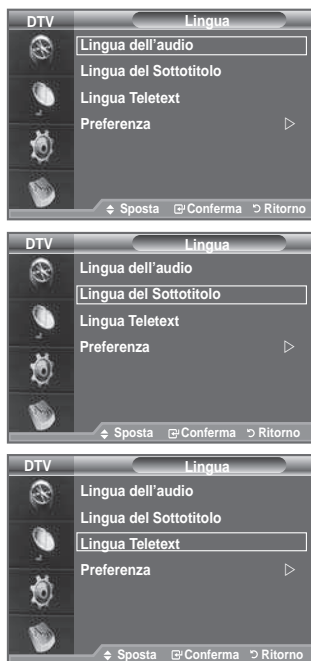 DTV Lingua
Lingua dell'audio
Lingua del Sottotitolo
Lingua Teletext
Preferenza
Sposta Conferma Ritorno
DTV Lingua
Lingua dell'audio
Lingua del Sottotitolo
Lingua Teletext
Preferenza
Sposta Conferma Ritorno
DTV Lingua
Lingua dell'audio
Lingua del Sottotitolo
Lingua Teletext
Preferenza
Sposta Conferma Ritorno